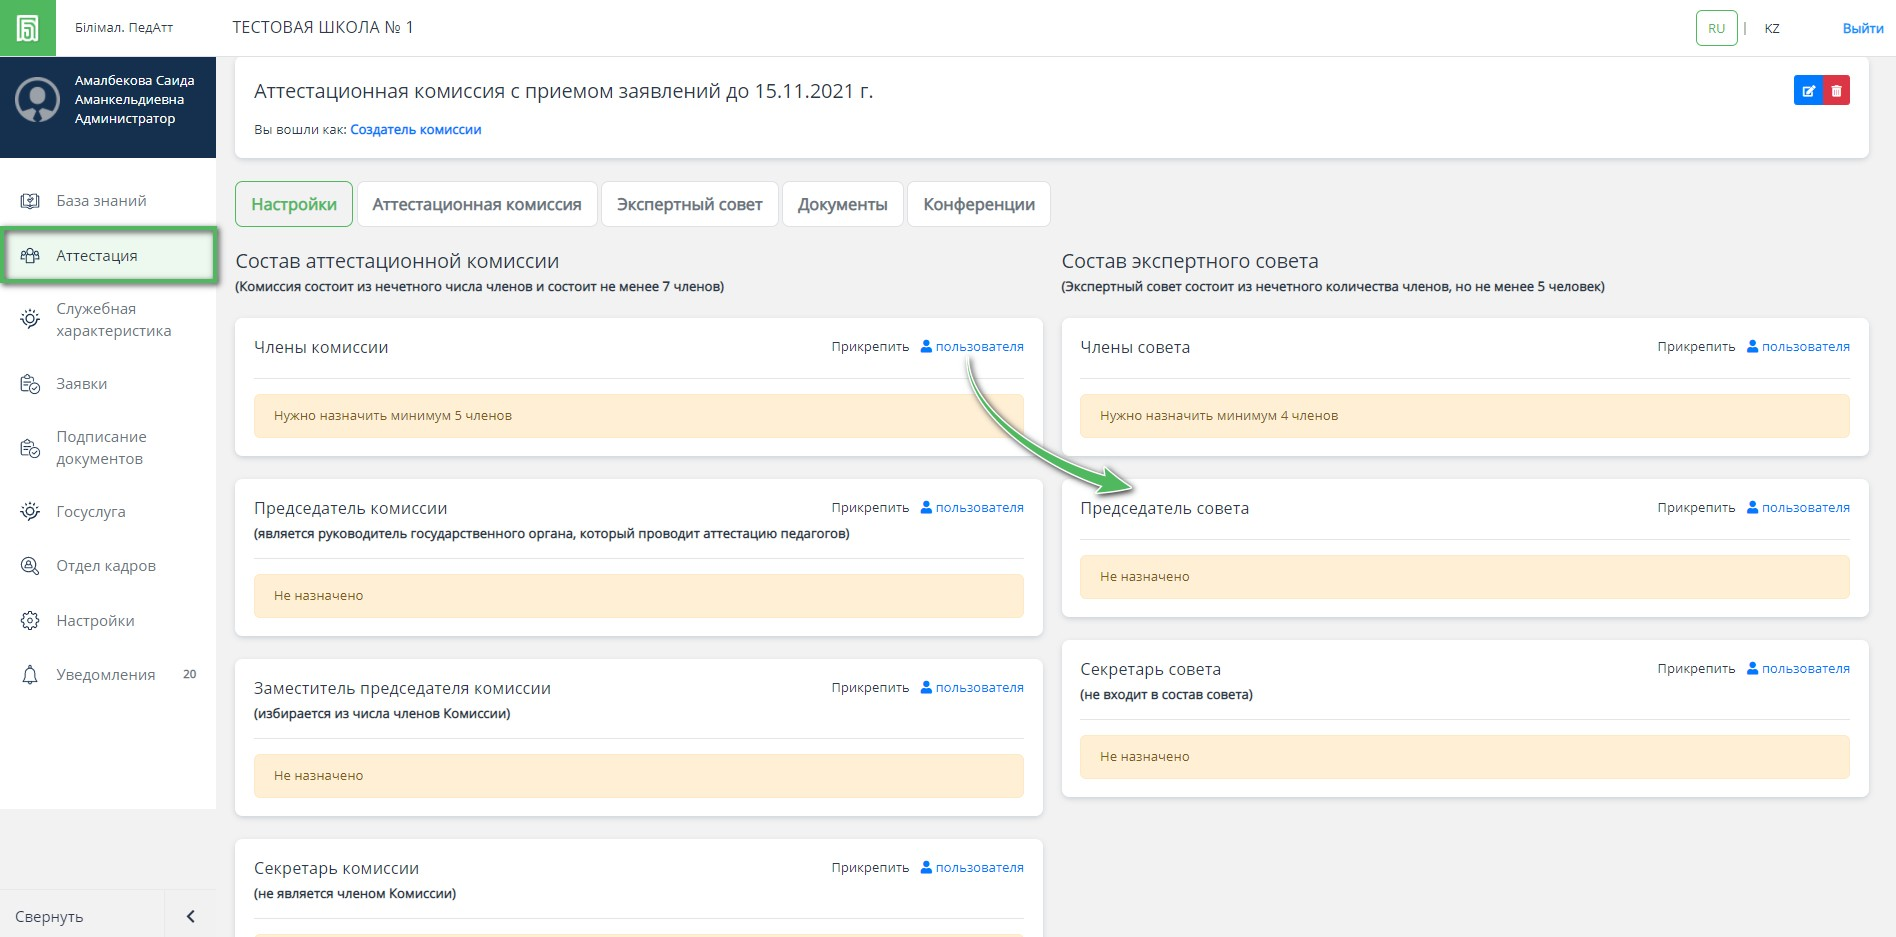 Білімал. ПедАтт
ТЕСТОВАЯ ШКОЛА № 1
RU | KZ
Выйти
Амалбекова Саида
Аманкельдиевна
Администратор
База знаний
Аттестация
Служебная
характеристика
Заявки
Подписание
документов
Госуслуга
Отдел кадров
Настройки
Уведомления 20
Свернуть
Аттестационная комиссия с приемом заявлений до 15.11.2021 г.
Вы вошли как: Создатель комиссии
Настройки Аттестационная комиссия Экспертный совет Документы Конференции
Состав аттестационной комиссии
(Комиссия состоит из нечетного числа членов и состоит не менее 7 членов)
Члены комиссии Прикрепить пользователя
Нужно назначить минимум 5 членов
Председатель комиссии Прикрепить пользователя
(является руководитель государственного органа, который проводит аттестацию педагогов)
Не назначено
Заместитель председателя комиссии Прикрепить пользователя
(избирается из числа членов Комиссии)
Не назначено
Секретарь комиссии Прикрепить пользователя
(не является членом Комиссии)
Состав экспертного совета
(Экспертный совет состоит из нечетного количества членов, но не менее 5 человек)
Члены совета Прикрепить пользователя
Нужно назначить минимум 4 членов
Председатель совета Прикрепить пользователя
Не назначено
Секретарь совета Прикрепить пользователя
(не входит в состав совета)
Не назначено